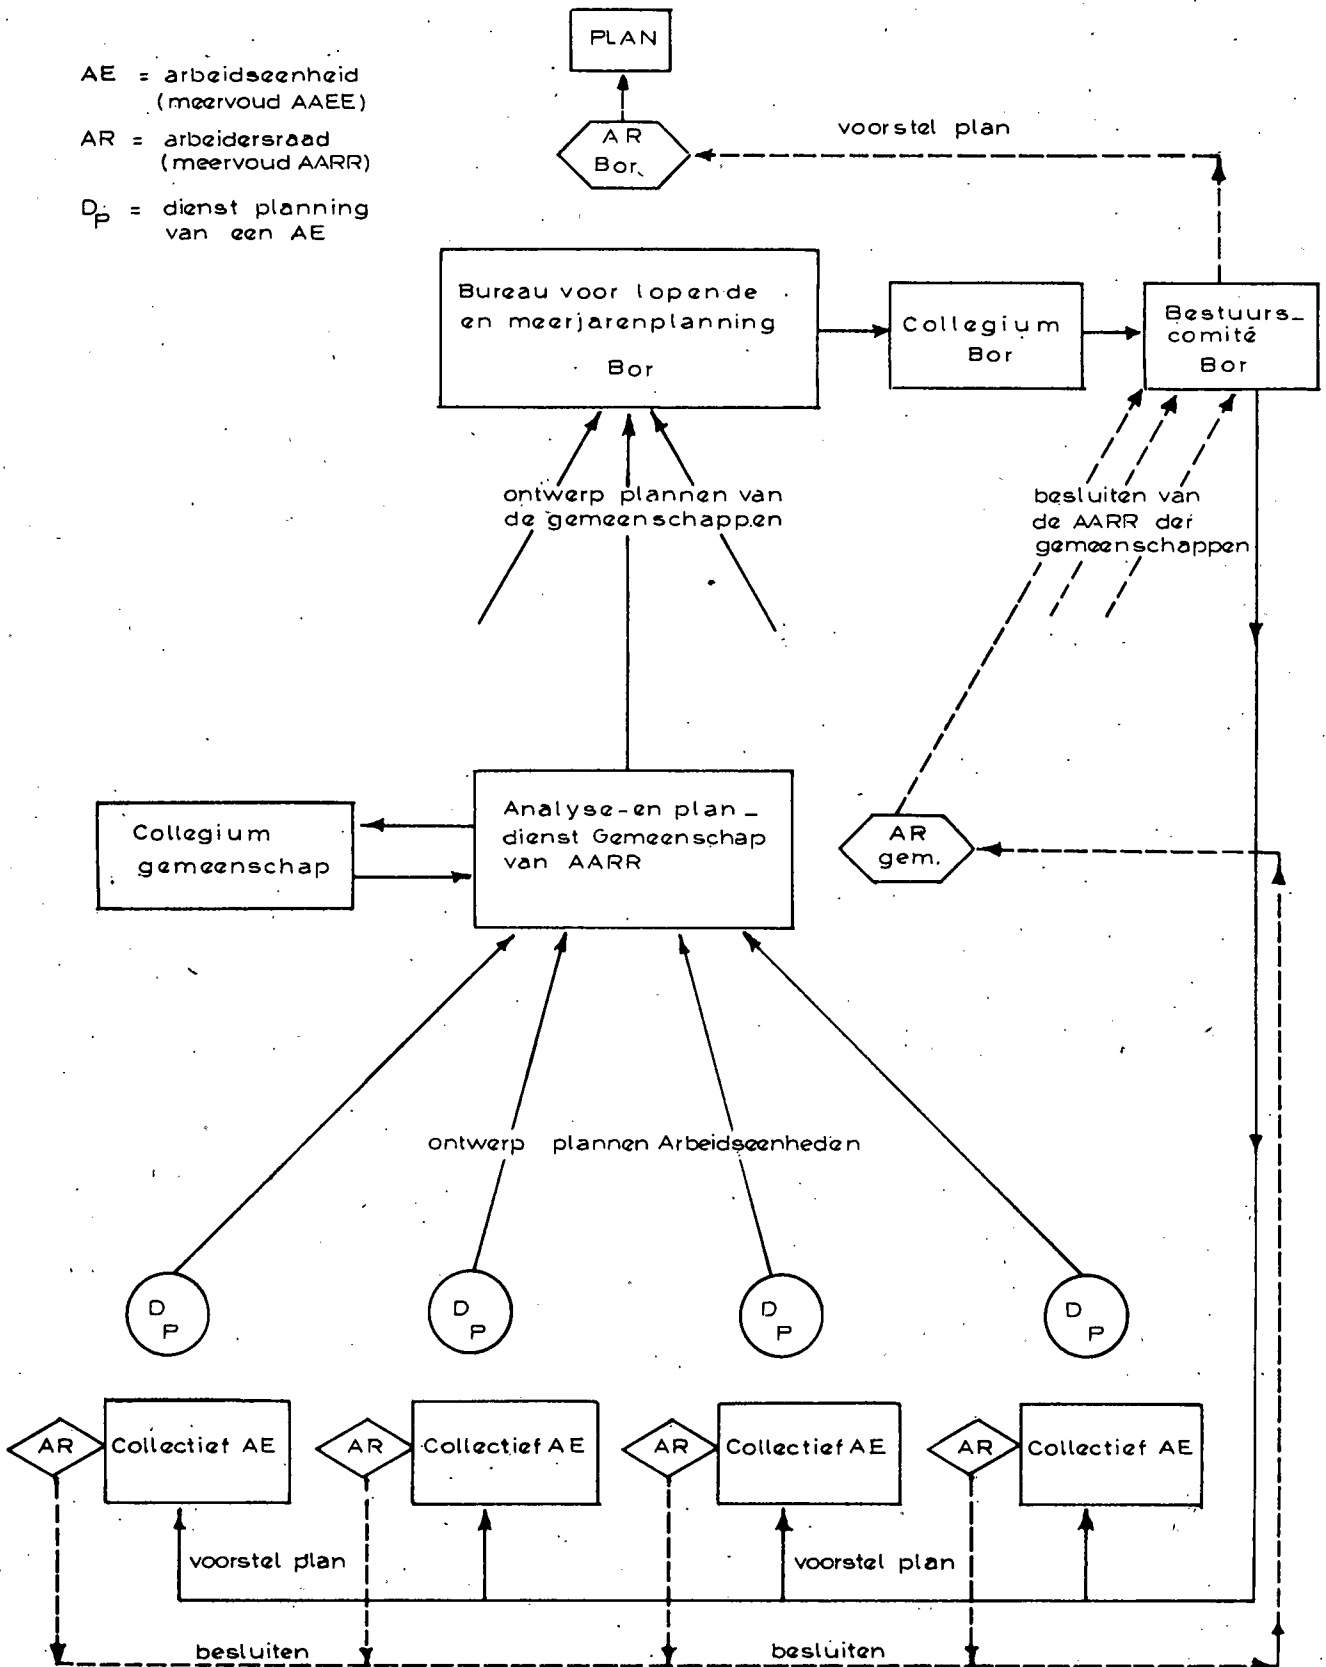 PLAN
AE = arbeidseenheid
(meervoud AAEE)
AR = arbeidersraad
(meervoud AARR)
Dp = dienst planning
van een AE
AR
Bor.
voorstel plan
Bureau voor lopende
en meerjarenplanning
Bor
Collegium
Bor
Bestuurs_
comité
Bor
ontwerp plannen van
de gemeenschappen
besluiten van
de AARR der
gemeenschappen
Collegium
gemeenschap
Analyse-en plan_
dienst Gemeenschap
van AARR
AR
gem.
ontwerp plannen Arbeidseenheden
D
P
D
P
D
P
D
P
AR
Collectief AE
AR
Collectief AE
AR
Collectief AE
AR
Collectief AE
voorstel plan
voorstel plan
besluiten
besluiten